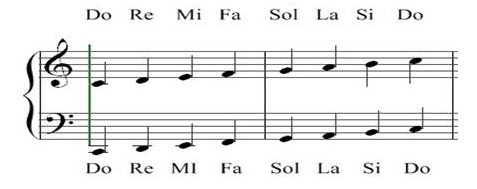 Do Re Mi Fa Sol La Si Do
Do Re MI Fa Sol La Si Do